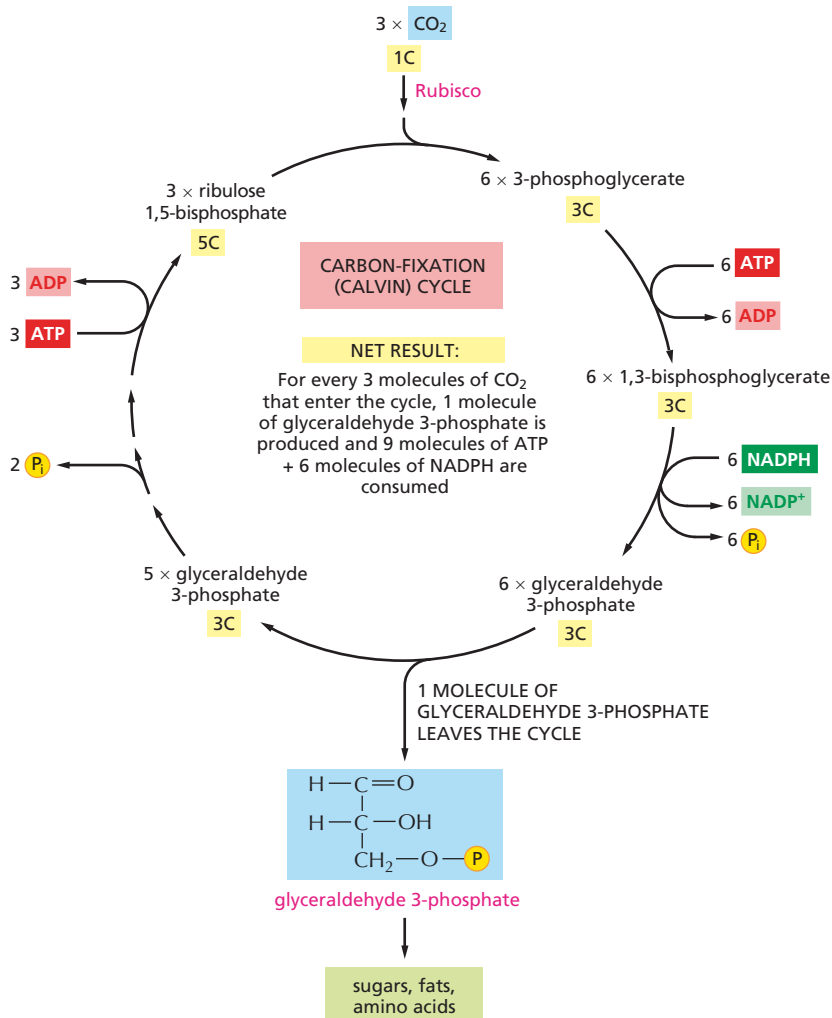 3 × CO₂
1C
Rubisco
6 × 3-phosphoglycerate
3C
6 ATP
6 ADP
6 × 1,3-bisphosphoglycerate
3C
6 NADPH
6 NADP⁺
6 Pᵢ
6 × glyceraldehyde
3-phosphate
3C
1 MOLECULE OF
GLYCERALDEHYDE 3-PHOSPHATE
LEAVES THE CYCLE
5 × glyceraldehyde
3-phosphate
3C
2 Pᵢ
3 ATP
3 ADP
3 × ribulose
1,5-bisphosphate
5C
CARBON-FIXATION
(CALVIN) CYCLE
NET RESULT:
For every 3 molecules of CO₂
that enter the cycle, 1 molecule
of glyceraldehyde 3-phosphate is
produced and 9 molecules of ATP
+ 6 molecules of NADPH are
consumed
H—C=O
H—C—OH
CH₂—O—P
glyceraldehyde 3-phosphate
sugars, fats,
amino acids